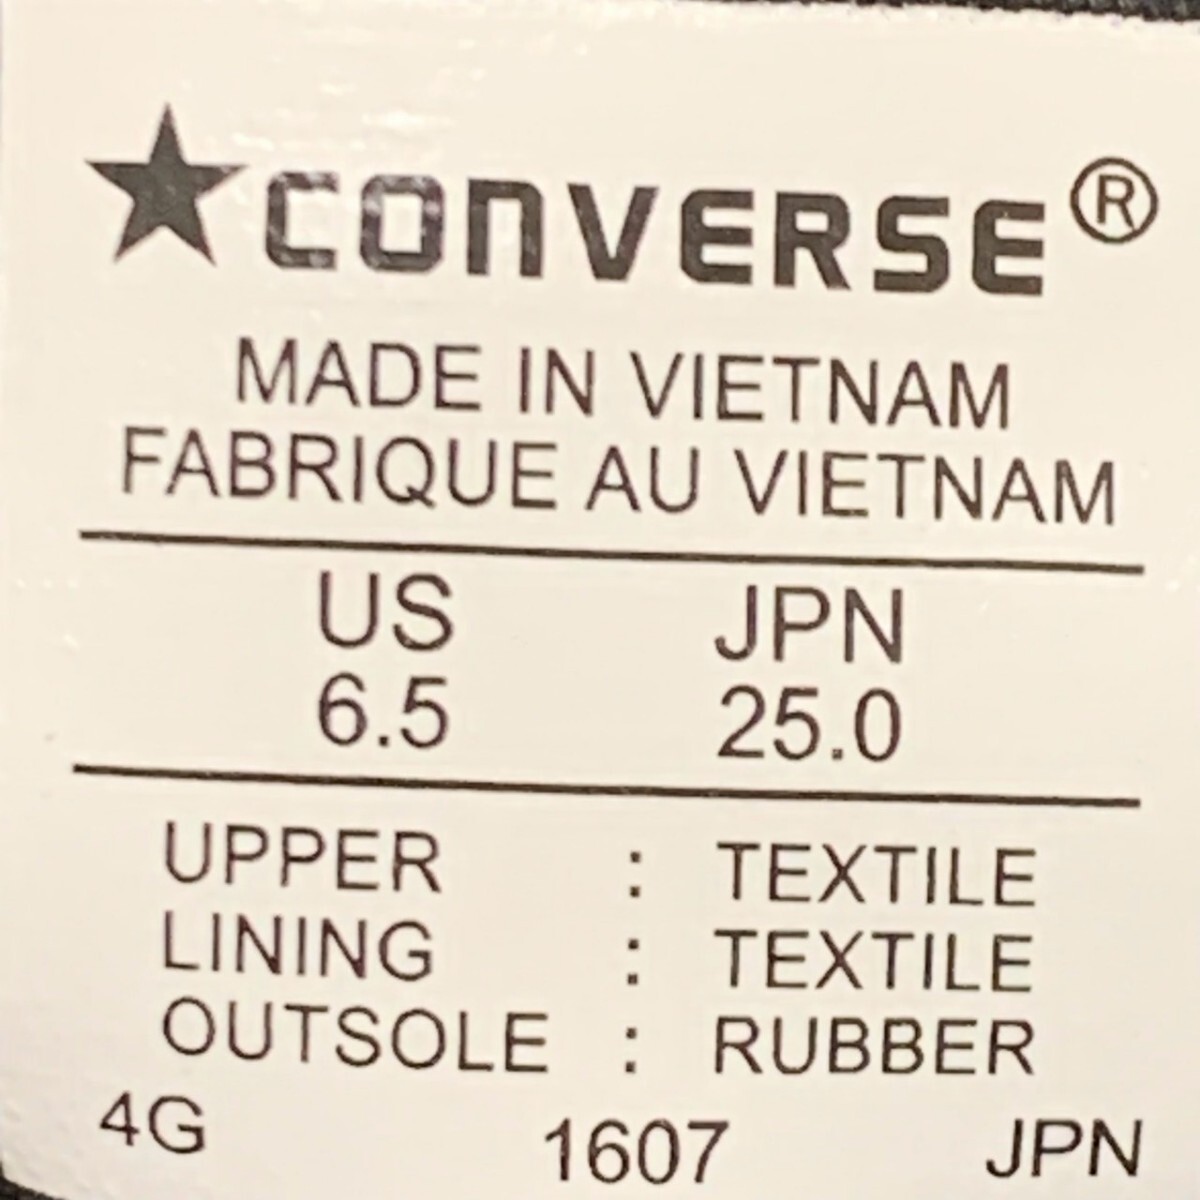 ★CONVERSE®
MADE IN VIETNAM
FABRIQUE AU VIETNAM
US JPN
6.5 25.0
UPPER : TEXTILE
LINING : TEXTILE
OUTSOLE : RUBBER
4G 1607 JPN